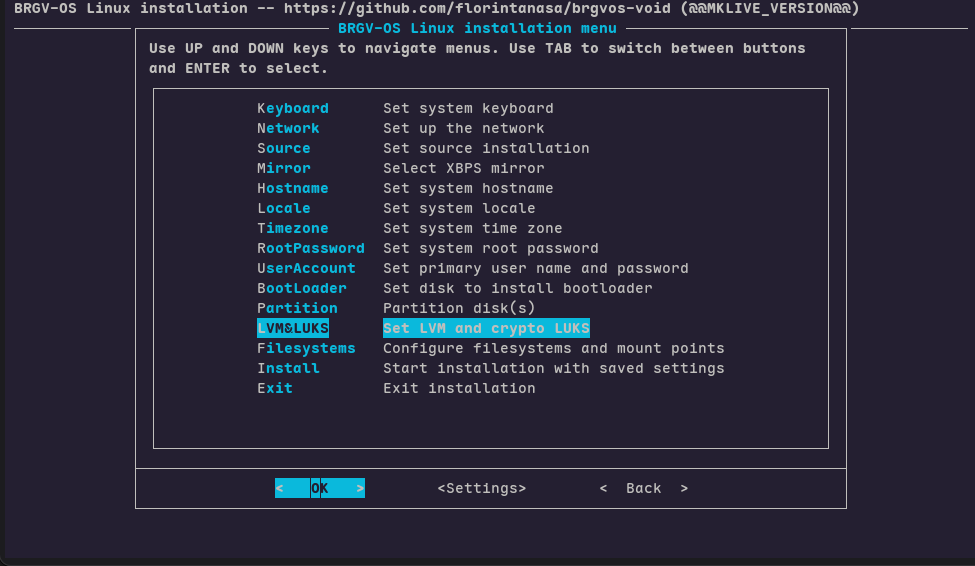 BRGV-OS Linux installation -- https://github.com/florintanasa/brgvos-void (@@MKLIVE_VERSION@@)
BRGV-OS Linux installation menu
Use UP and DOWN keys to navigate menus. Use TAB to switch between buttons
and ENTER to select.
Keyboard Set system keyboard
Network Set up the network
Source Set source installation
Mirror Select XBPS mirror
Hostname Set system hostname
Locale Set system locale
Timezone Set system time zone
RootPassword Set system root password
UserAccount Set primary user name and password
BootLoader Set disk to install bootloader
Partition Partition disk(s)
LVM&LUKS Set LVM and crypto LUKS
Filesystems Configure filesystems and mount points
Install Start installation with saved settings
Exit Exit installation
< OK > <Settings> < Back >